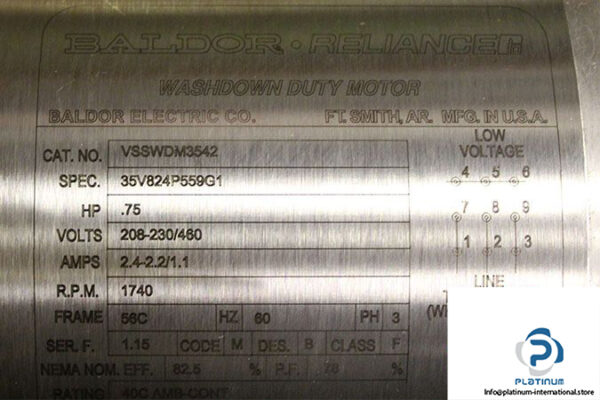 BALDOR • RELIANCE
WASHDOWN DUTY MOTOR
BALDOR ELECTRIC CO. FT. SMITH, AR. MFG. IN U.S.A.
CAT. NO. VSSWDM3542
SPEC. 35V824P559G1
HP .75
VOLTS 208-230/460
AMPS 2.4-2.2/1.1
R.P.M. 1740
FRAME 56C HZ 60 PH 3
SER. F. 1.15 CODE M DES. B CLASS F
NEMA NOM. EFF. 82.5 % P.F. 76 %
RATING 40C AMB-CONT
LOW
VOLTAGE
4 5 6
7 8 9
1 2 3
LINE
PLATINUM
Info@platinum-international.store